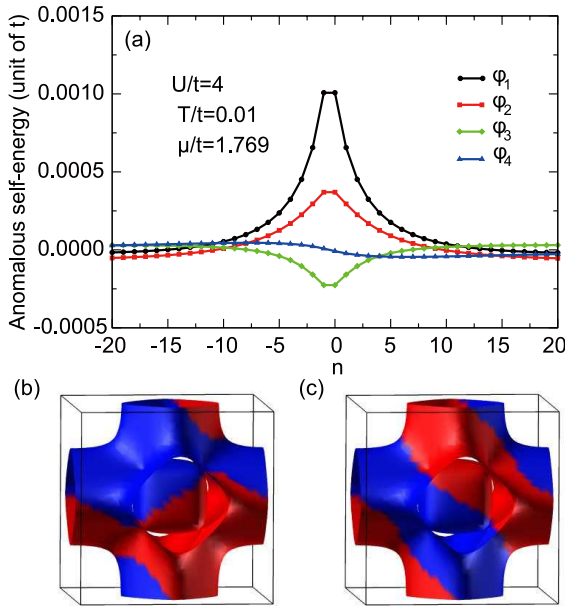 (a)
U/t=4
T/t=0.01
μ/t=1.769
φ1
φ2
φ3
φ4
Anomalous self-energy (unit of t)
0.0015
0.0010
0.0005
0.0000
-0.0005
-20 -15 -10 -5 0 5 10 15 20
n
(b) (c)